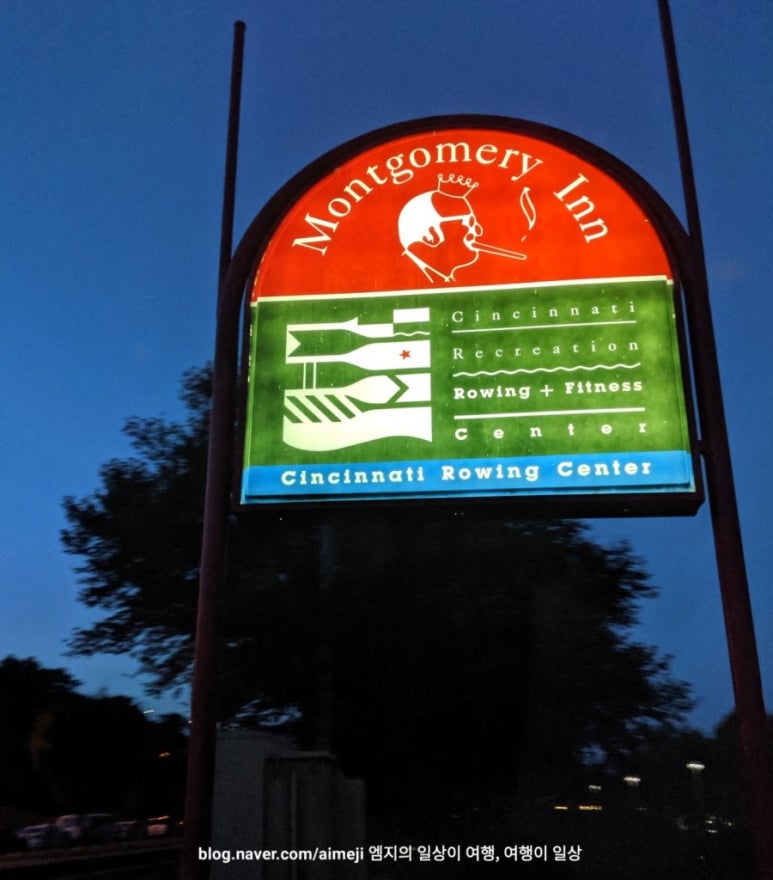 Montgomery Inn
Cincinnati
Recreation
Rowing + Fitness
Center
Cincinnati Rowing Center
blog.naver.com/aimeji 엠지의 일상이 여행, 여행이 일상